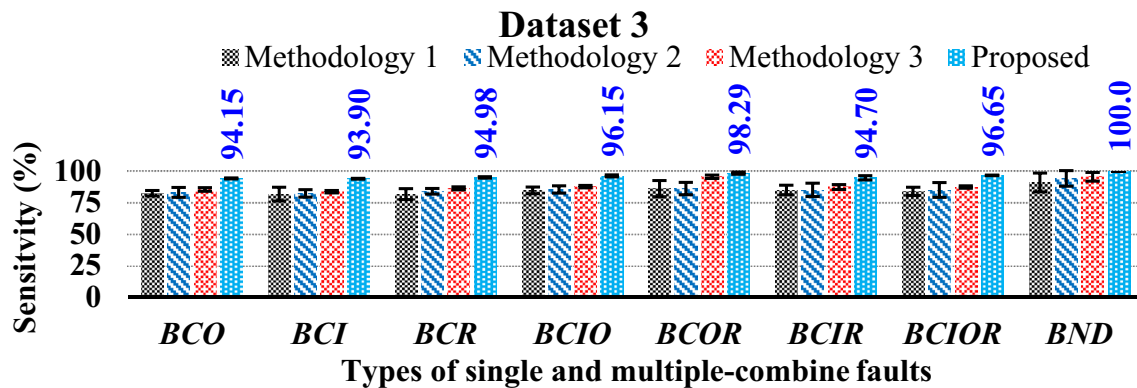 Dataset 3
Methodology 1 Methodology 2 Methodology 3 Proposed
94.15 93.90 94.98 96.15 98.29 94.70 96.65 100.0
Sensitvity (%)
100
75
50
25
0
BCO BCI BCR BCIO BCOR BCIR BCIOR BND
Types of single and multiple-combine faults